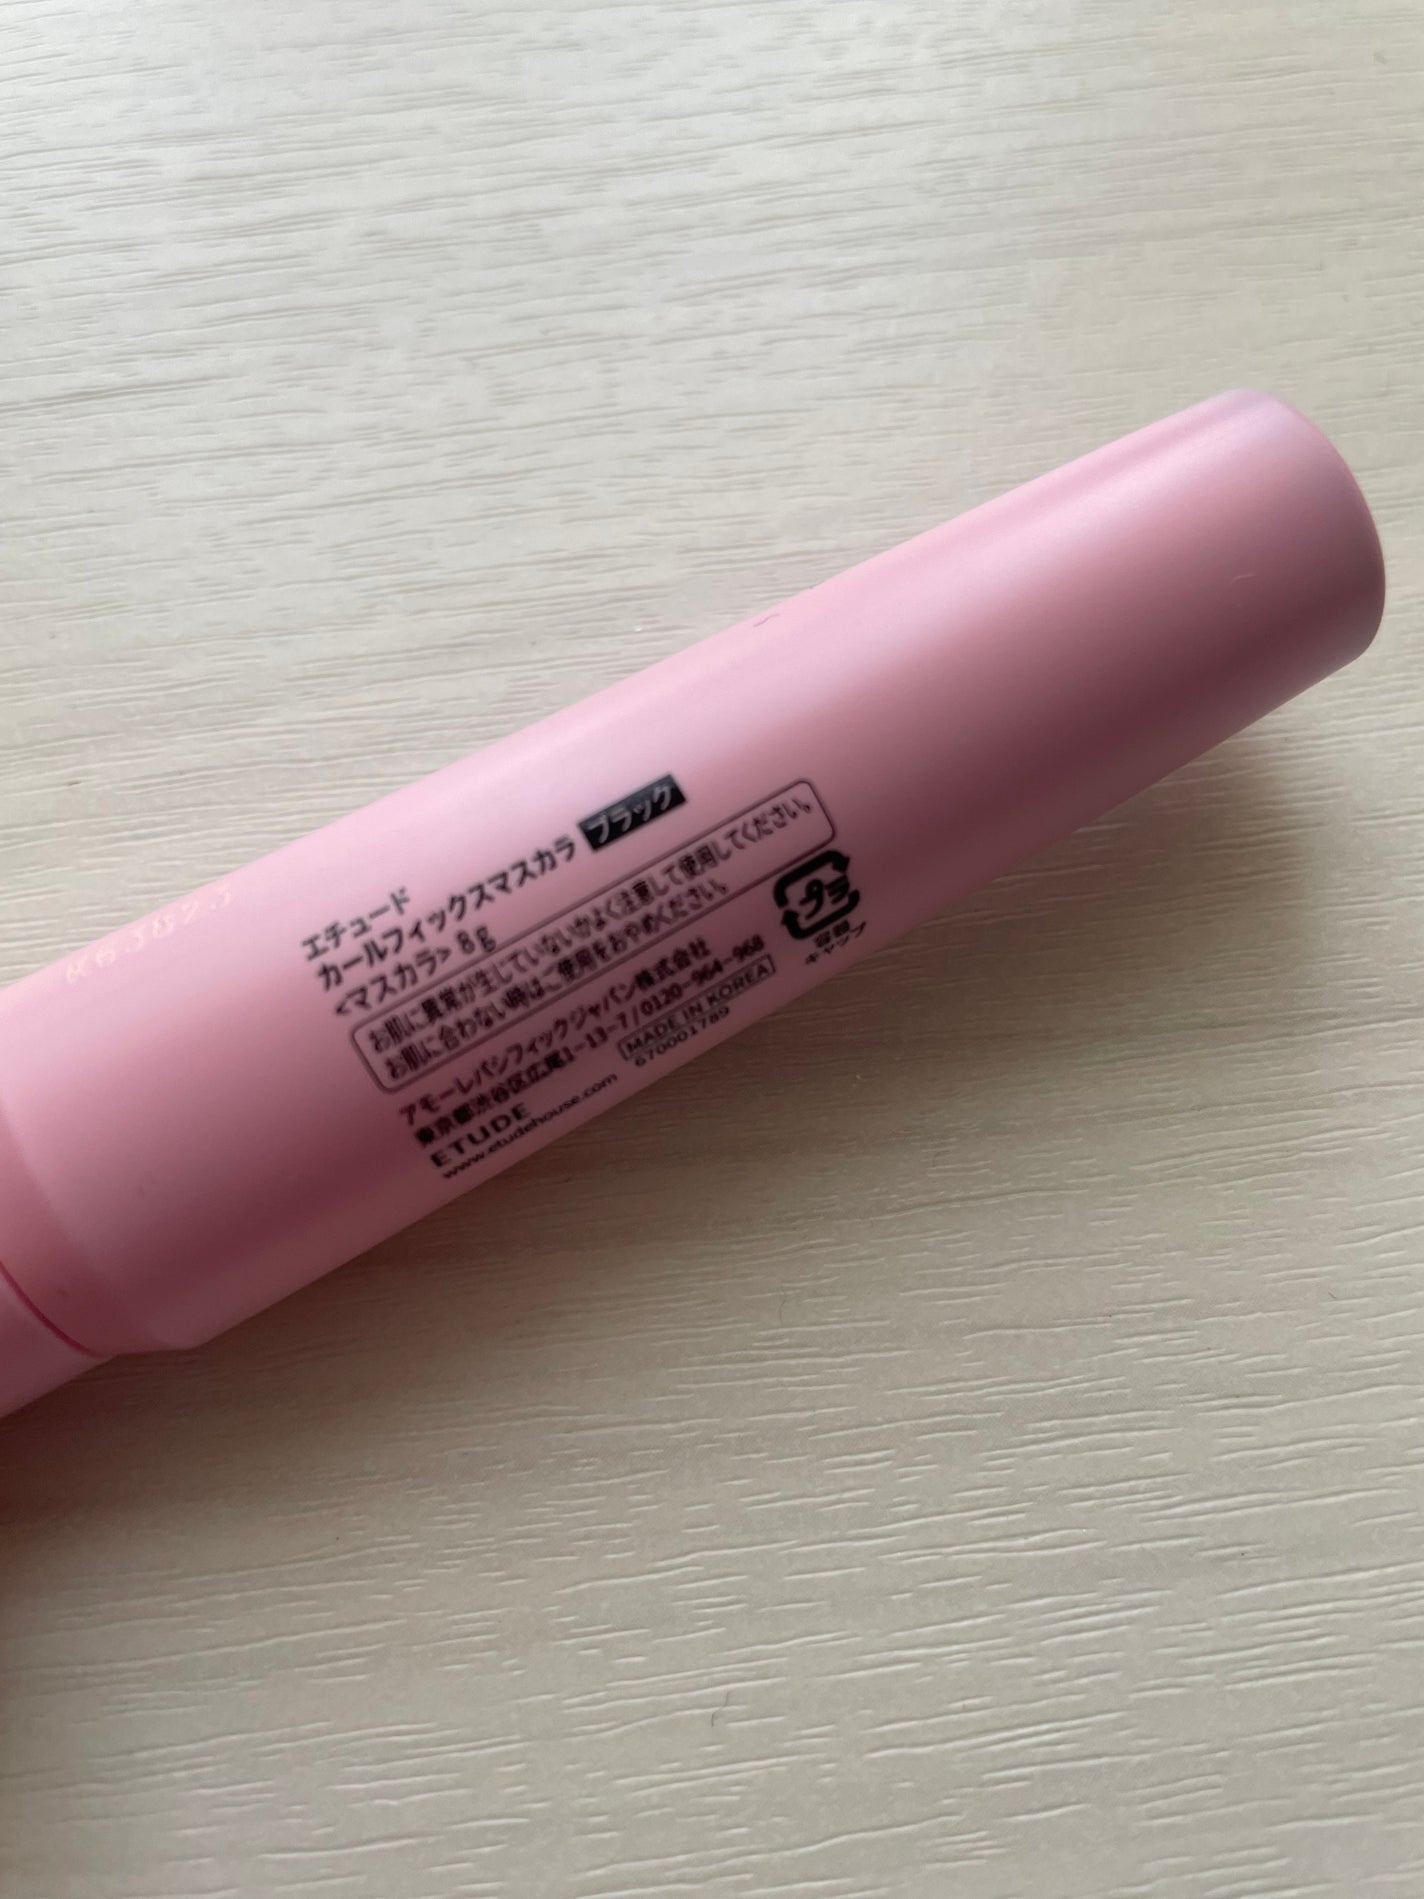 エチュード
カールフィックスマスカラ ブラック
<マスカラ> 8g
お肌に異常が生じていないかよく注意して使用してください。
お肌に合わない時はご使用をおやめください。
アモーレパシフィックジャパン株式会社
東京都渋谷区広尾1-13-7/0120-964-968
ETUDE MADE IN KOREA
www.etudehouse.com 670001789
プラ
容器
キャップ